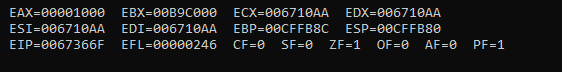 EAX=00001000 EBX=00B9C000 ECX=006710AA EDX=006710AA
ESI=006710AA EDI=006710AA EBP=00CFFB8C ESP=00CFFB80
EIP=0067366F EFL=00000246 CF=0 SF=0 ZF=1 OF=0 AF=0 PF=1